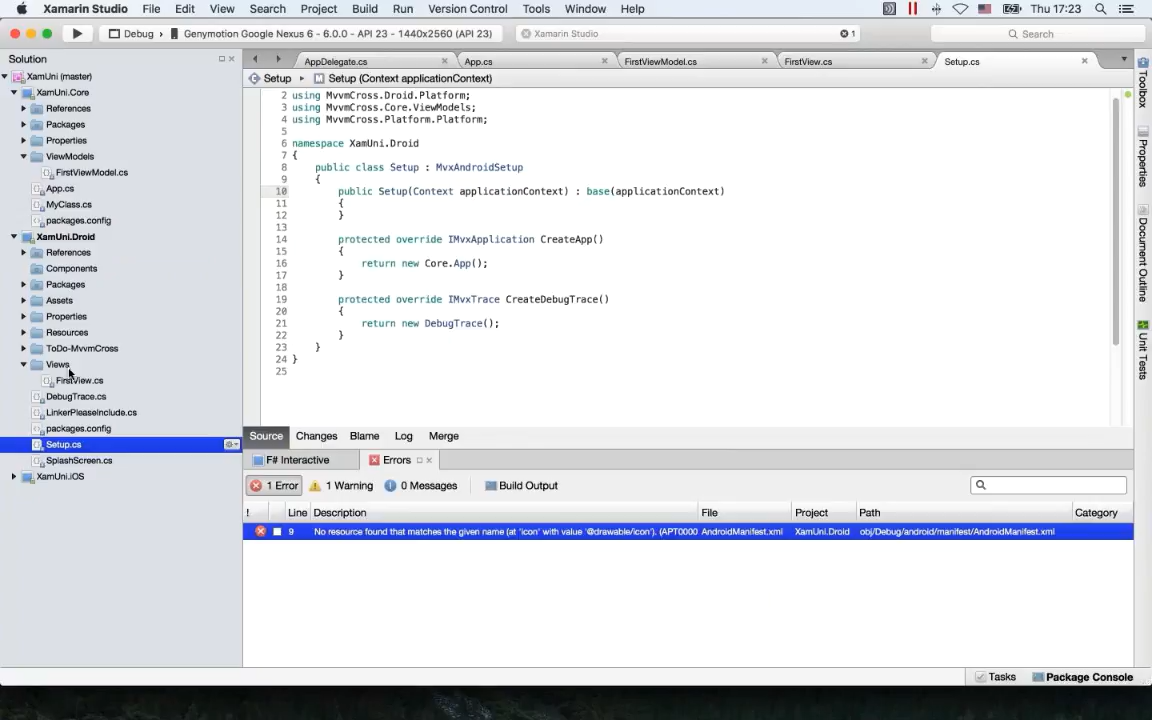 Xamarin Studio File Edit View Search Project Build Run Version Control Tools Window Help Thu 17:23
Debug › Genymotion Google Nexus 6 - 6.0.0 - API 23 - 1440x2560 (API 23) Xamarin Studio 1 Search
Solution
XamUni (master)
XamUni.Core
References
Packages
Properties
ViewModels
FirstViewModel.cs
App.cs
MyClass.cs
packages.config
XamUni.Droid
References
Components
Packages
Assets
Properties
Resources
ToDo-MvvmCross
Views
FirstView.cs
DebugTrace.cs
LinkerPleaseInclude.cs
packages.config
Setup.cs
SplashScreen.cs
XamUni.iOS
AppDelegate.cs App.cs FirstViewModel.cs FirstView.cs Setup.cs
Setup › Setup (Context applicationContext)
2 using MvvmCross.Droid.Platform;
3 using MvvmCross.Core.ViewModels;
4 using MvvmCross.Platform.Platform;
5
6 namespace XamUni.Droid
7 {
8 public class Setup : MvxAndroidSetup
9 {
10 public Setup(Context applicationContext) : base(applicationContext)
11 {
12 }
13
14 protected override IMvxApplication CreateApp()
15 {
16 return new Core.App();
17 }
18
19 protected override IMvxTrace CreateDebugTrace()
20 {
21 return new DebugTrace();
22 }
23 }
24 }
25
Source Changes Blame Log Merge
F# Interactive Errors
1 Error 1 Warning 0 Messages Build Output
! Line Description File Project Path Category
9 No resource found that matches the given name (at 'icon' with value '@drawable/icon'). (APT0000 AndroidManifest.xml XamUni.Droid obj/Debug/android/manifest/AndroidManifest.xml
Tasks Package Console
Toolbox
Properties
Document Outline
Unit Tests